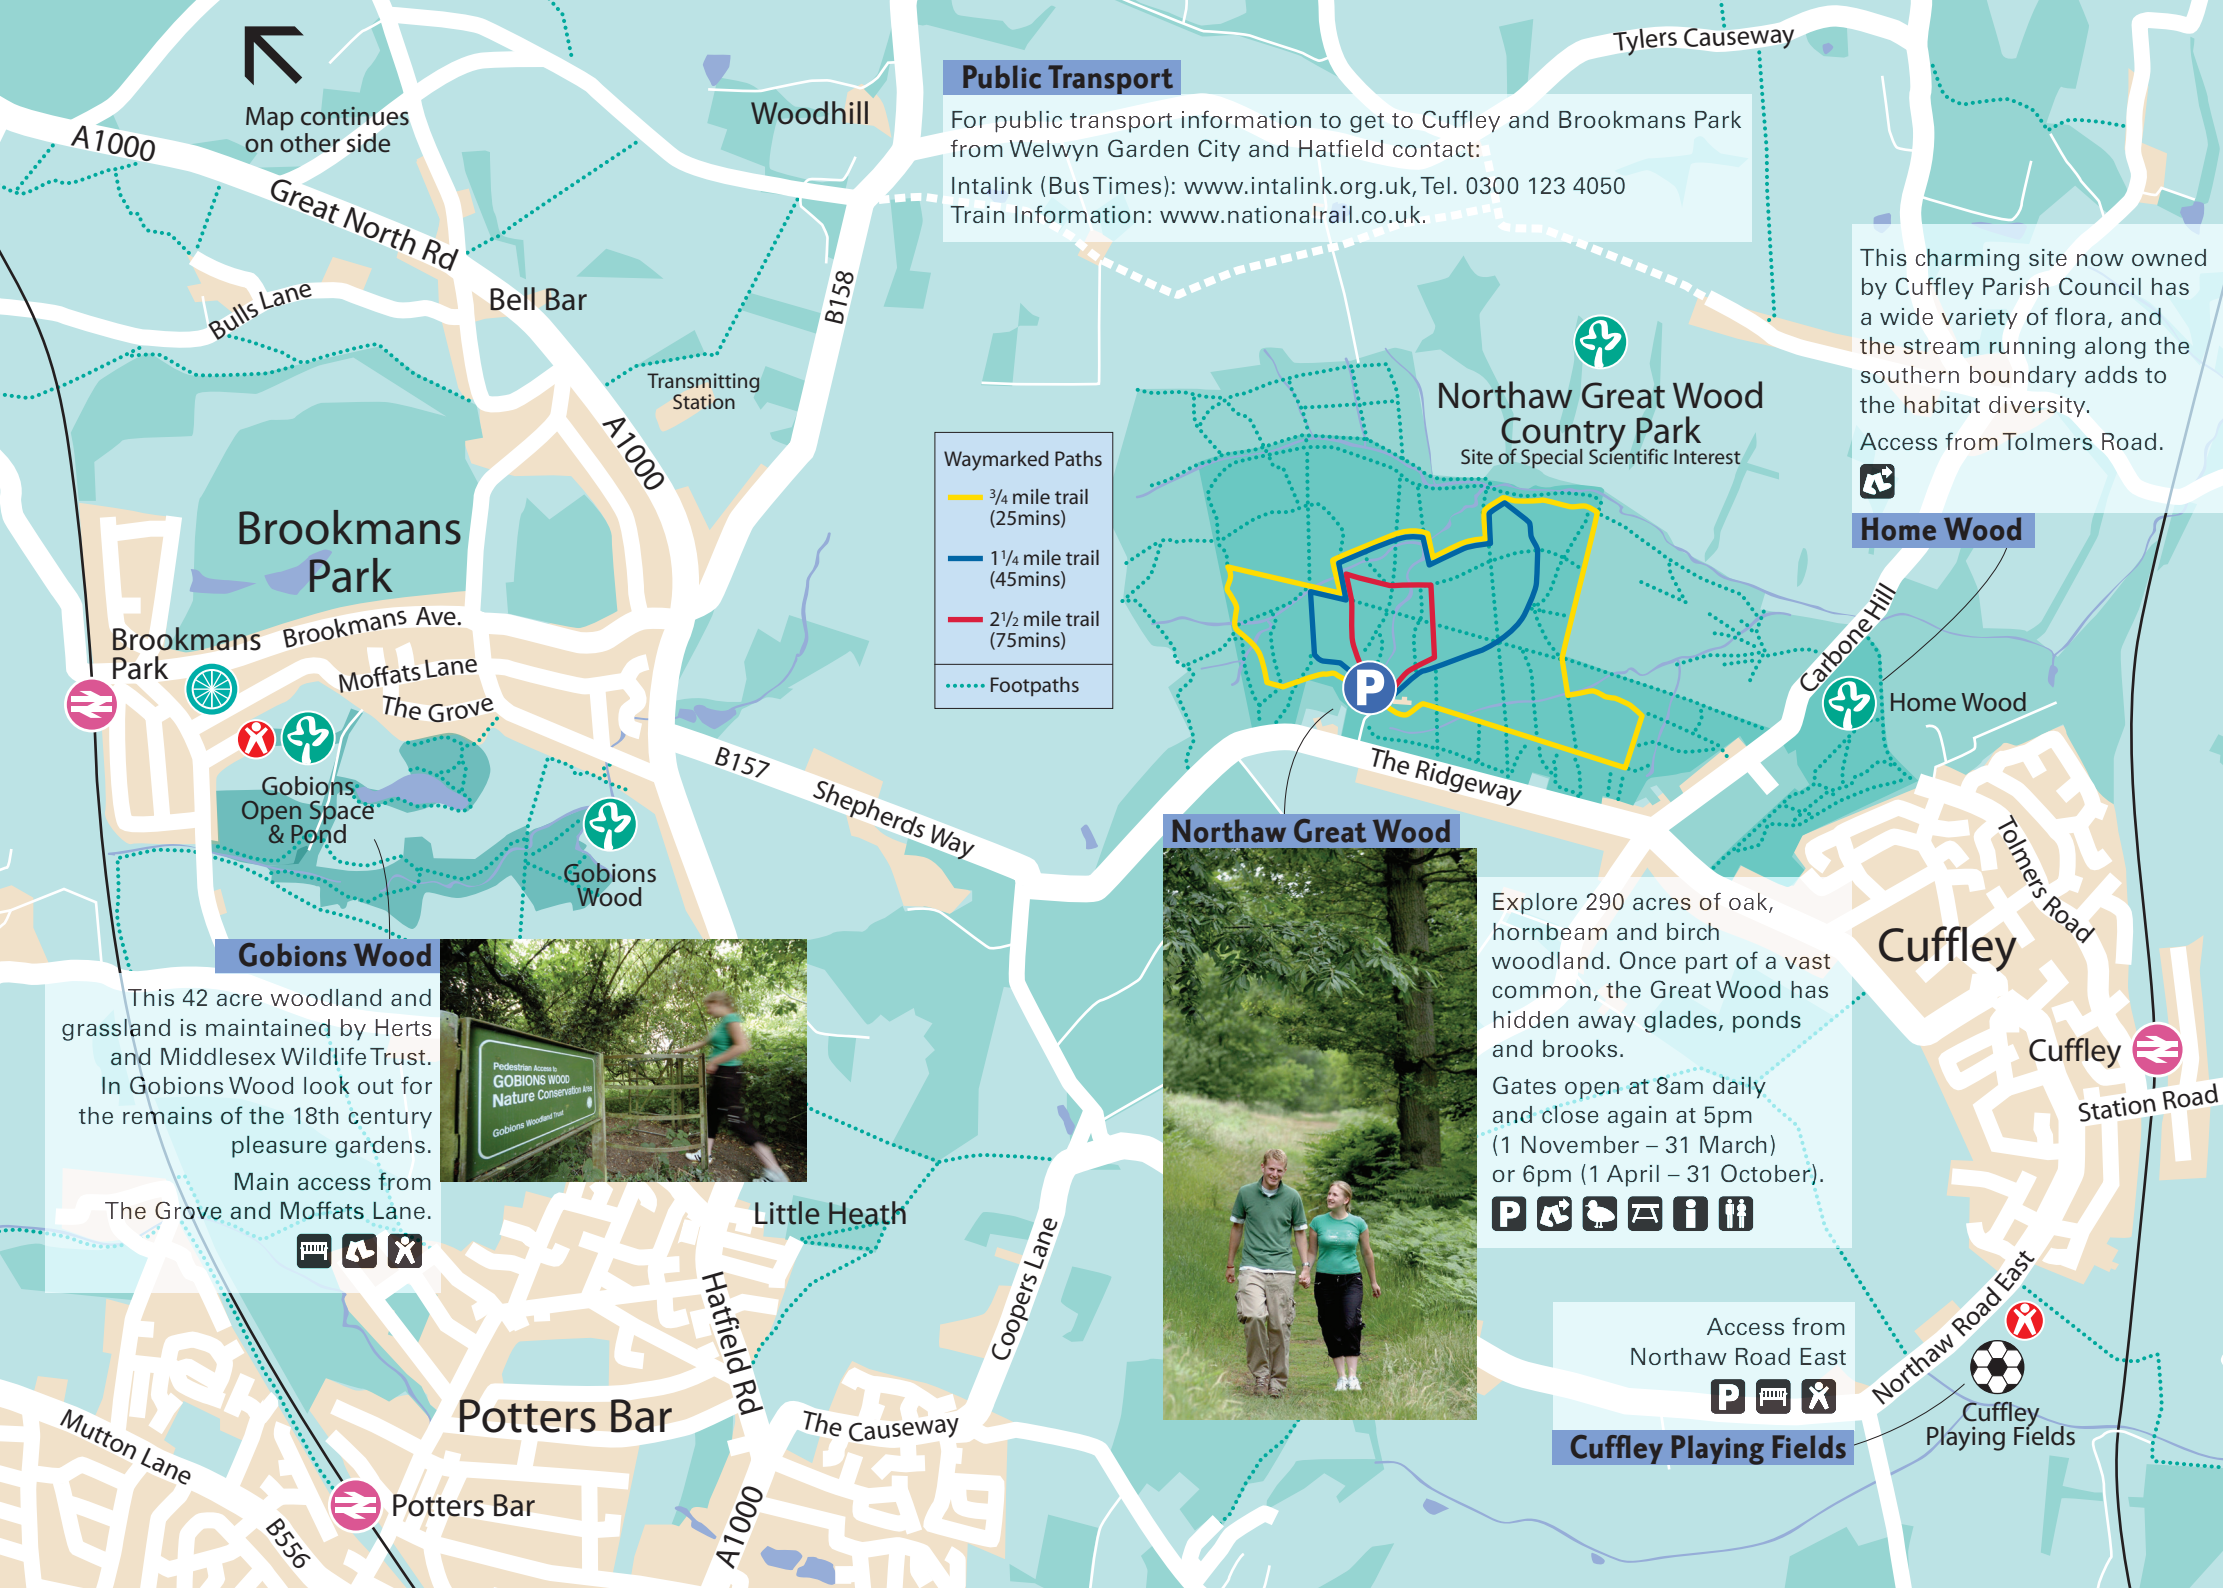 Map continues
on other side
A1000
Great North Rd
Bulls Lane
Bell Bar
Woodhill
B158
Transmitting
Station
A1000
Public Transport
For public transport information to get to Cuffley and Brookmans Park
from Welwyn Garden City and Hatfield contact:
Intalink (Bus Times): www.intalink.org.uk, Tel. 0300 123 4050
Train Information: www.nationalrail.co.uk.
Tylers Causeway
This charming site now owned
by Cuffley Parish Council has
a wide variety of flora, and
the stream running along the
southern boundary adds to
the habitat diversity.
Access from Tolmers Road.
Home Wood
Northaw Great Wood
Country Park
Site of Special Scientific Interest
Waymarked Paths
3/4 mile trail
(25mins)
1 1/4 mile trail
(45mins)
2 1/2 mile trail
(75mins)
Footpaths
Brookmans
Park
Brookmans
Park
Brookmans Ave.
Moffats Lane
The Grove
Gobions
Open Space
& Pond
Gobions
Wood
B157
Shepherds Way
P
The Ridgeway
Carbone Hill
Home Wood
Northaw Great Wood
Explore 290 acres of oak,
hornbeam and birch
woodland. Once part of a vast
common, the Great Wood has
hidden away glades, ponds
and brooks.
Gates open at 8am daily
and close again at 5pm
(1 November – 31 March)
or 6pm (1 April – 31 October).
P i
Tolmers Road
Cuffley
Cuffley
Station Road
Gobions Wood
This 42 acre woodland and
grassland is maintained by Herts
and Middlesex Wildlife Trust.
In Gobions Wood look out for
the remains of the 18th century
pleasure gardens.
Main access from
The Grove and Moffats Lane.
Pedestrian Access to
GOBIONS WOOD
Nature Conservation Area
Gobions Woodland Trust
Little Heath
Hatfield Rd
Coopers Lane
Potters Bar
The Causeway
Mutton Lane
Potters Bar
B556
A1000
Access from
Northaw Road East
P
Cuffley Playing Fields
Northaw Road East
Cuffley
Playing Fields